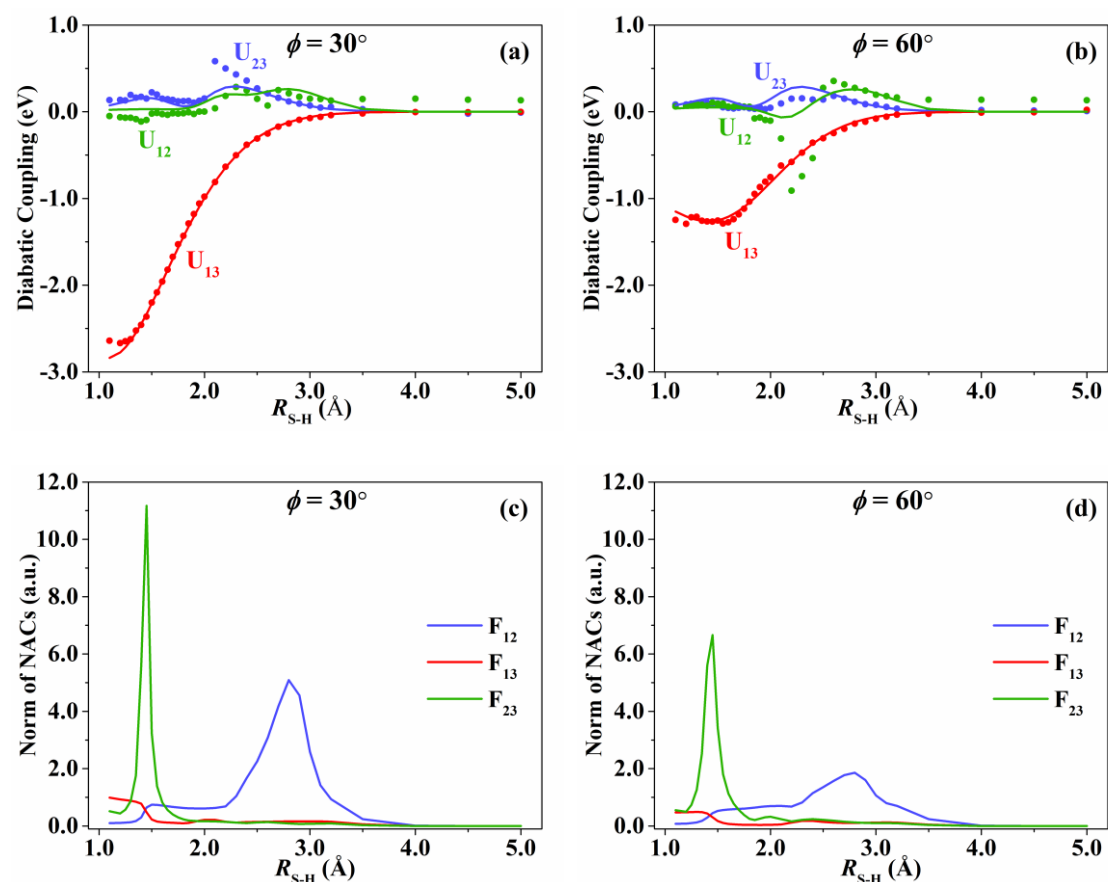 ϕ = 30°
(a)
U₂₃
U₁₂
U₁₃
Diabatic Coupling (eV)
1.0
0.0
-1.0
-2.0
-3.0
1.0 2.0 3.0 4.0 5.0
R_S-H (Å)
ϕ = 60°
(b)
U₂₃
U₁₂
U₁₃
Diabatic Coupling (eV)
1.0
0.0
-1.0
-2.0
-3.0
1.0 2.0 3.0 4.0 5.0
R_S-H (Å)
ϕ = 30°
(c)
F₁₂
F₁₃
F₂₃
Norm of NACs (a.u.)
12.0
10.0
8.0
6.0
4.0
2.0
0.0
1.0 2.0 3.0 4.0 5.0
R_S-H (Å)
ϕ = 60°
(d)
F₁₂
F₁₃
F₂₃
Norm of NACs (a.u.)
12.0
10.0
8.0
6.0
4.0
2.0
0.0
1.0 2.0 3.0 4.0 5.0
R_S-H (Å)